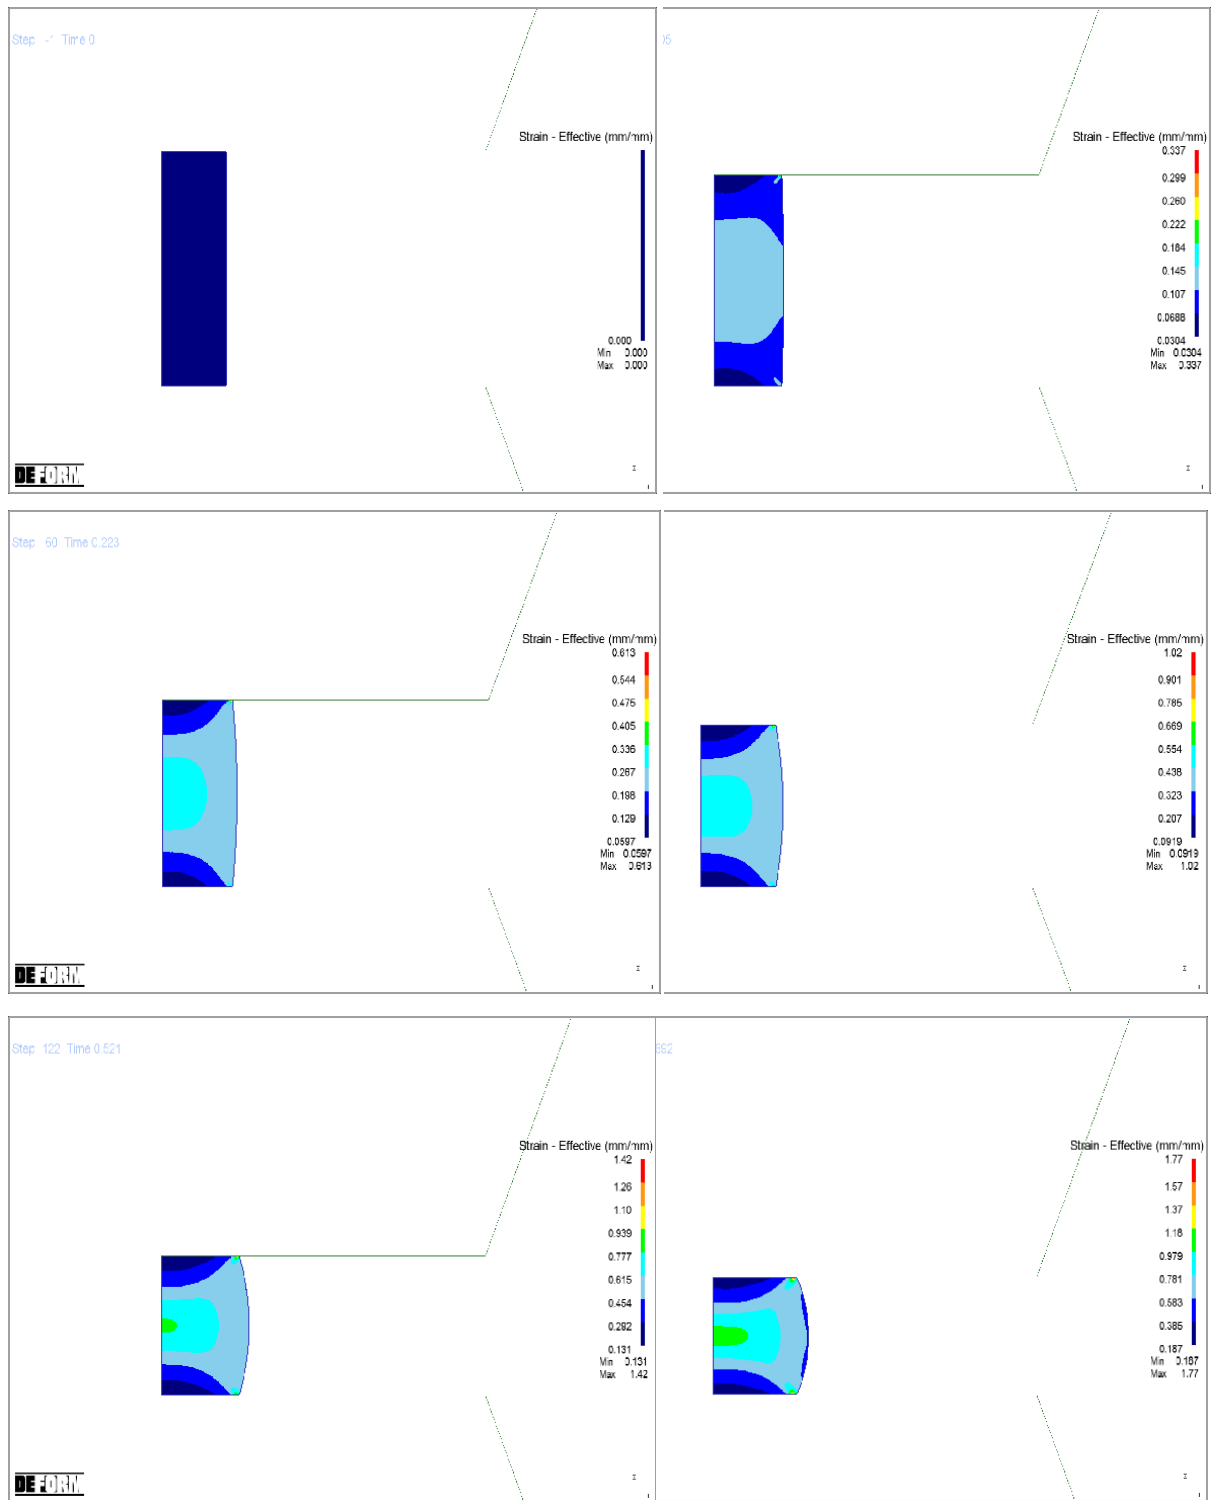 Step -1 Time 0
Strain - Effective (mm/mm)
0.000
Min 0.000
Max 0.000
DEFORM
05
Strain - Effective (mm/mm)
0.337
0.299
0.260
0.222
0.184
0.145
0.107
0.0688
0.0304
Min 0.0304
Max 0.337
Step 60 Time 0.223
Strain - Effective (mm/mm)
0.613
0.544
0.475
0.405
0.336
0.267
0.198
0.129
0.0597
Min 0.0597
Max 0.613
DEFORM
Strain - Effective (mm/mm)
1.02
0.901
0.785
0.669
0.554
0.438
0.323
0.207
0.0919
Min 0.0919
Max 1.02
Step 122 Time 0.521
Strain - Effective (mm/mm)
1.42
1.26
1.10
0.939
0.777
0.615
0.454
0.292
0.131
Min 0.131
Max 1.42
DEFORM
892
Strain - Effective (mm/mm)
1.77
1.57
1.37
1.18
0.979
0.781
0.583
0.385
0.187
Min 0.187
Max 1.77